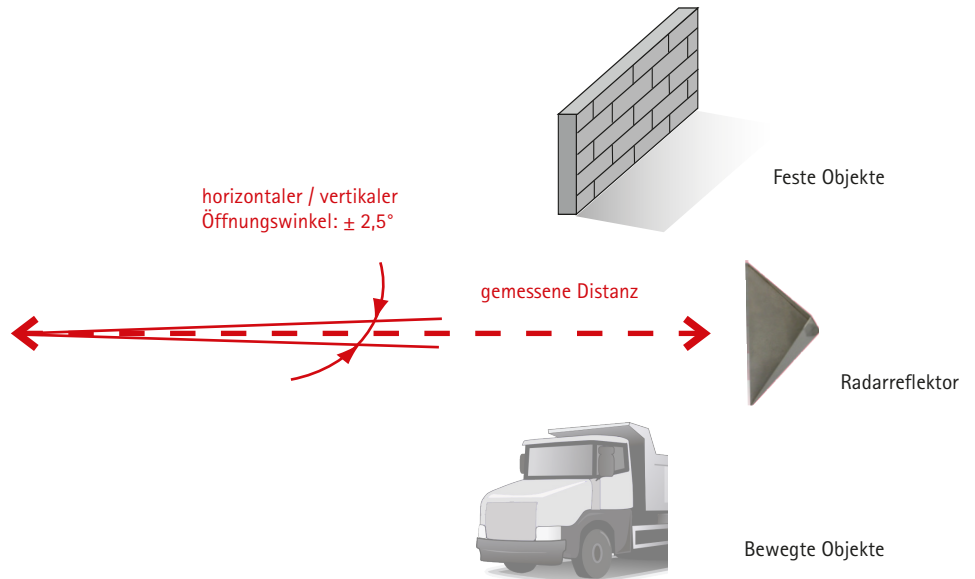 Feste Objekte
horizontaler / vertikaler
Öffnungswinkel: ± 2,5°
gemessene Distanz
Radarreflektor
Bewegte Objekte